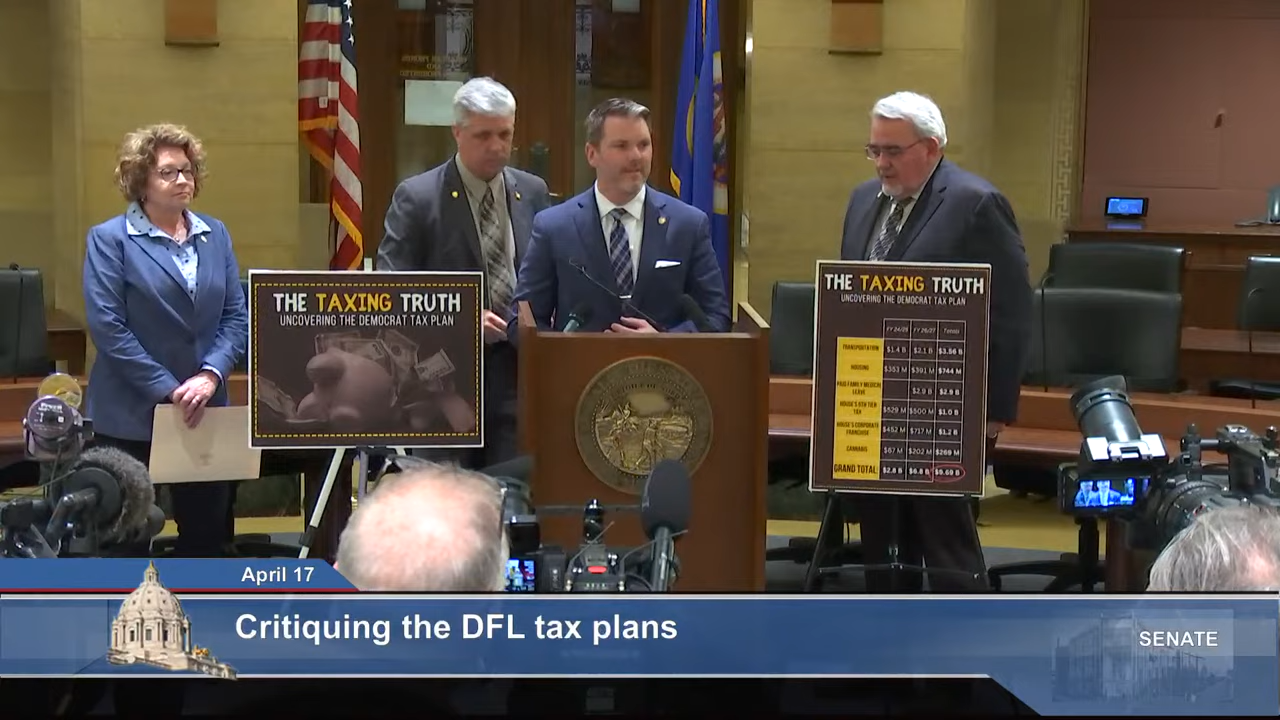 THE TAXING TRUTH
UNCOVERING THE DEMOCRAT TAX PLAN
THE TAXING TRUTH
UNCOVERING THE DEMOCRAT TAX PLAN
FY 24/25 FY 26/27 TOTALS
TRANSPORTATION $1.4 B $2.1 B $3.56 B
HOUSING $353 M $391 M $744 M
PAID FAMILY MEDICAL
LEAVE $2.9 B $2.9 B
HOUSE'S 5TH TIER
TAX $529 M $500 M $1.0 B
HOUSE'S CORPORATE
FRANCHISE $452 M $717 M $1.2 B
CANNABIS $67 M $202 M $269 M
GRAND TOTAL: $2.8 B $6.8 B $9.69 B
April 17
Critiquing the DFL tax plans
SENATE